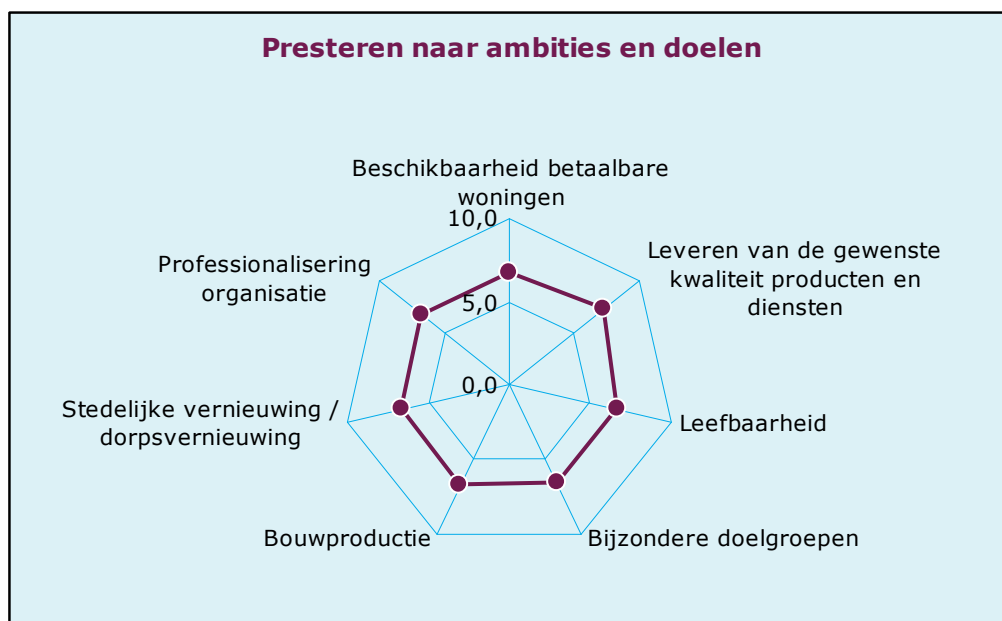 Presteren naar ambities en doelen
Beschikbaarheid betaalbare
woningen
10,0
Leveren van de gewenste
kwaliteit producten en
diensten
Professionalisering
organisatie
5,0
0,0
Stedelijke vernieuwing /
dorpsvernieuwing
Leefbaarheid
Bouwproductie
Bijzondere doelgroepen